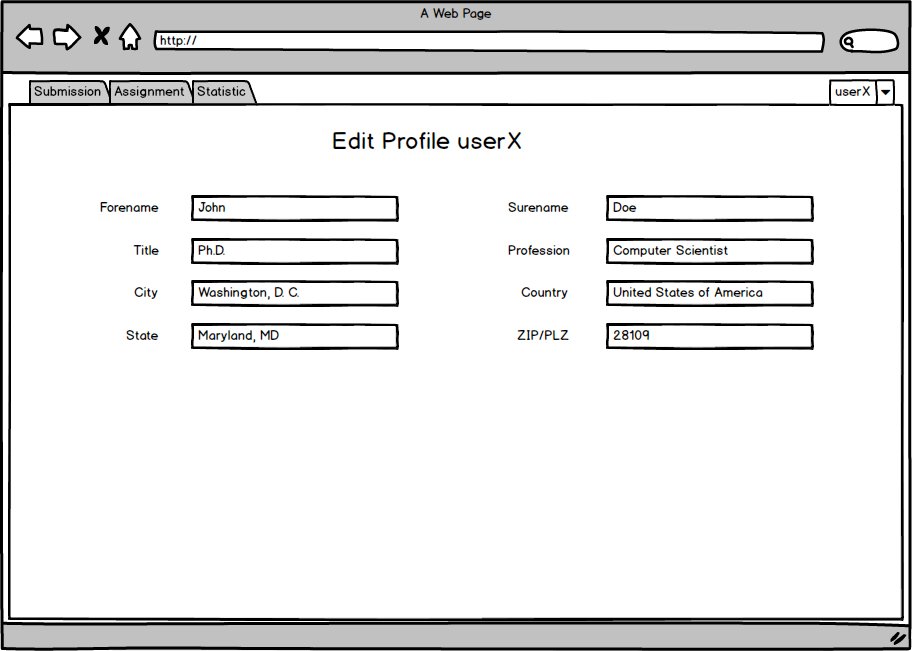 A Web Page
http://
Submission Assignment Statistic userX
Edit Profile userX
Forename John Surename Doe
Title Ph.D. Profession Computer Scientist
City Washington, D. C. Country United States of America
State Maryland, MD ZIP/PLZ 28109